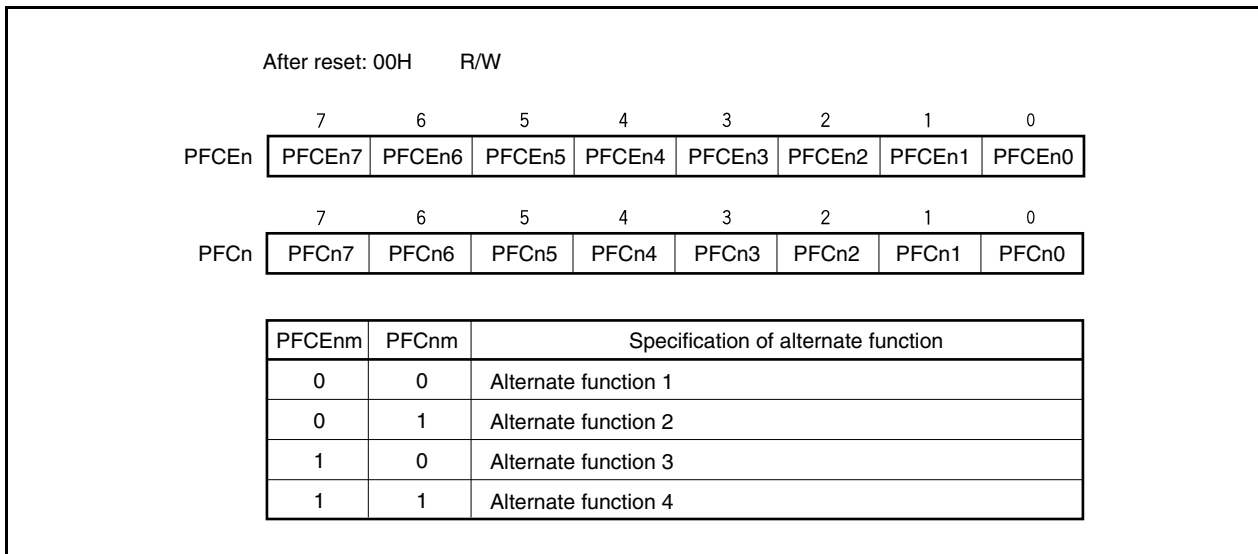 After reset: 00H R/W
7 6 5 4 3 2 1 0
PFCEn PFCEn7 PFCEn6 PFCEn5 PFCEn4 PFCEn3 PFCEn2 PFCEn1 PFCEn0
7 6 5 4 3 2 1 0
PFCn PFCn7 PFCn6 PFCn5 PFCn4 PFCn3 PFCn2 PFCn1 PFCn0
PFCEnm PFCnm Specification of alternate function
0 0 Alternate function 1
0 1 Alternate function 2
1 0 Alternate function 3
1 1 Alternate function 4